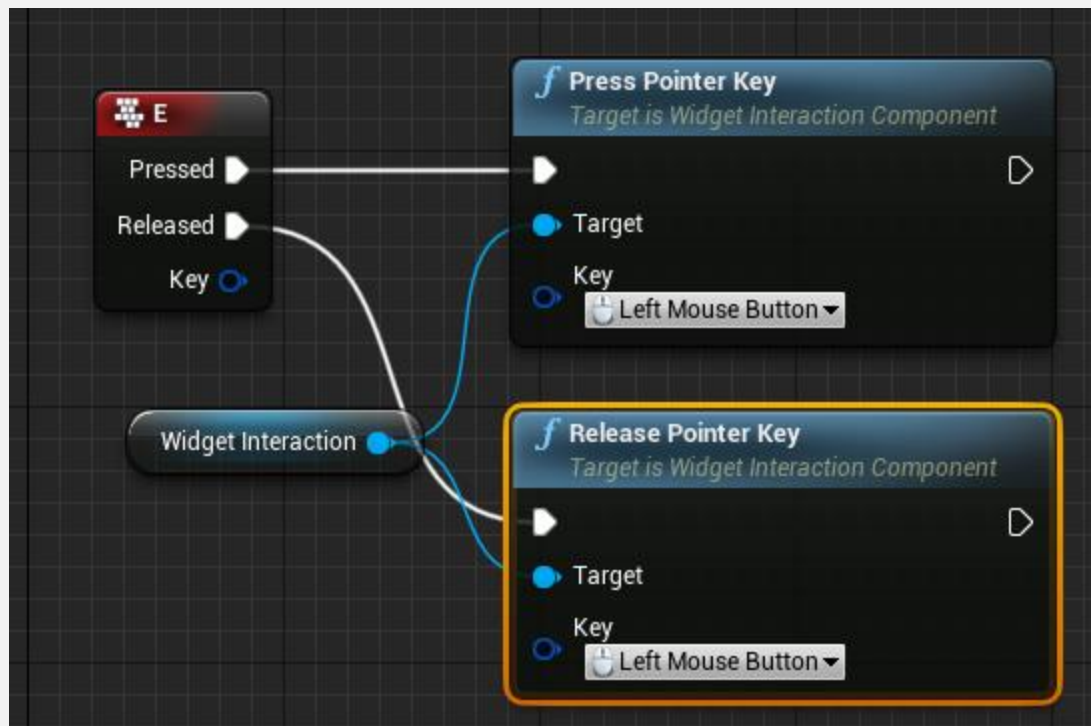 E
Pressed
Released
Key
Widget Interaction
f Press Pointer Key
Target is Widget Interaction Component
Target
Key
Left Mouse Button
f Release Pointer Key
Target is Widget Interaction Component
Target
Key
Left Mouse Button